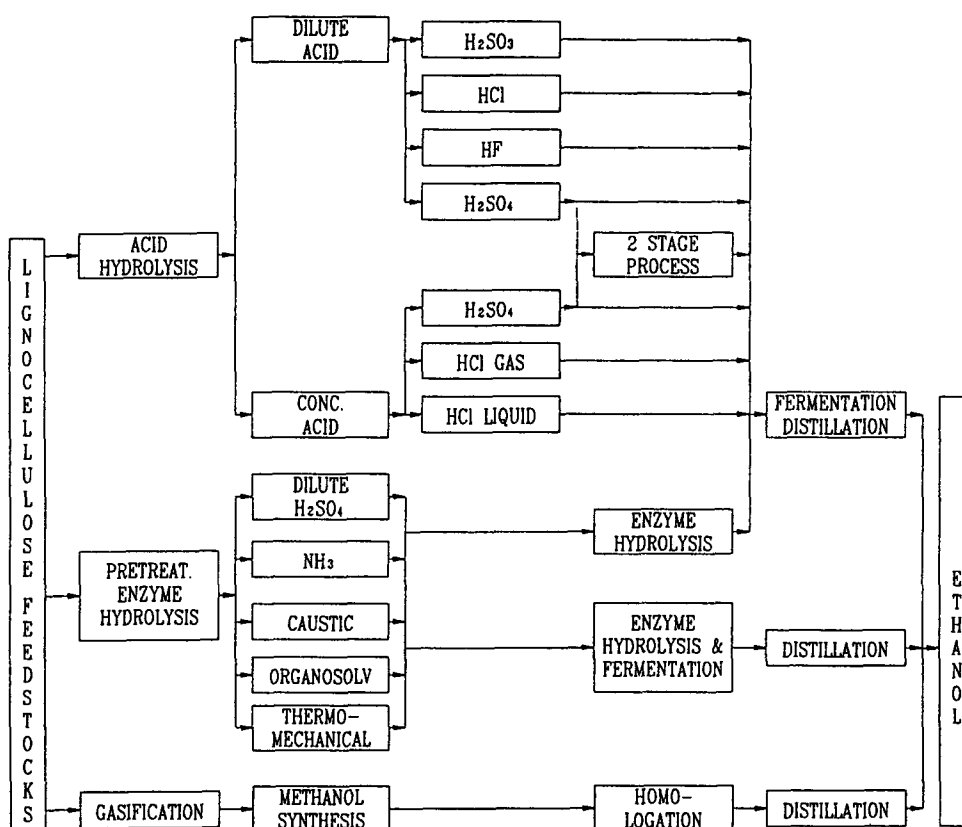 LIGNOCELLULOSE FEEDSTOCKS
ACID
HYDROLYSIS
PRETREAT.
ENZYME
HYDROLYSIS
GASIFICATION
DILUTE
ACID
CONC.
ACID
DILUTE
H₂SO₄
NH₃
CAUSTIC
ORGANOSOLV
THERMO-
MECHANICAL
METHANOL
SYNTHESIS
H₂SO₃
HCl
HF
H₂SO₄
H₂SO₄
HCl GAS
HCl LIQUID
2 STAGE
PROCESS
ENZYME
HYDROLYSIS
ENZYME
HYDROLYSIS &
FERMENTATION
HOMO-
LOGATION
FERMENTATION
DISTILLATION
DISTILLATION
DISTILLATION
ETHANOL